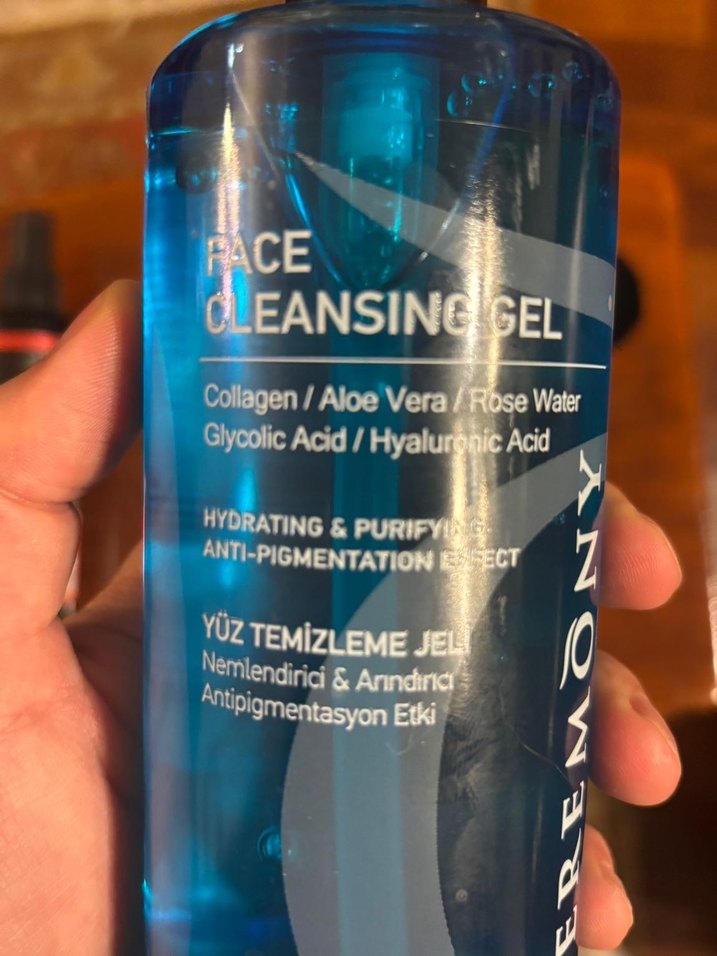 FACE
CLEANSING GEL
Collagen / Aloe Vera / Rose Water
Glycolic Acid / Hyaluronic Acid
HYDRATING & PURIFYING
ANTI-PIGMENTATION EFFECT
YÜZ TEMİZLEME JELİ
Nemlendirici & Arındırıcı
Antipigmentasyon Etki
EREMŌNY